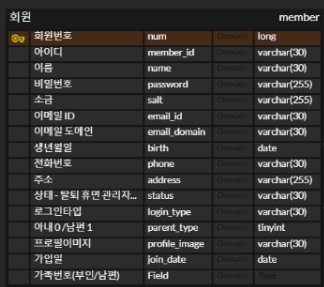 회원 member
회원번호 num Domain long
아이디 member_id Domain varchar(30)
이름 name Domain varchar(30)
비밀번호 password Domain varchar(255)
소금 salt Domain varchar(255)
이메일 ID email_id Domain varchar(30)
이메일 도메인 email_domain Domain varchar(30)
생년월일 birth Domain date
전화번호 phone Domain varchar(30)
주소 address Domain varchar(255)
상태 - 탈퇴 휴면 관리자... status Domain varchar(30)
로그인타입 login_type Domain varchar(30)
아내 0 / 남편 1 parent_type Domain tinyint
프로필이미지 profile_image Domain varchar(30)
가입일 join_date Domain date
가족번호(부인/남편) Field Domain Type